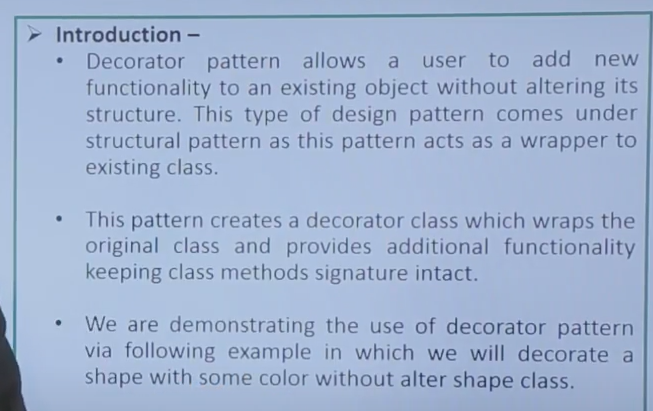 ➢ Introduction –
• Decorator pattern allows a user to add new
functionality to an existing object without altering its
structure. This type of design pattern comes under
structural pattern as this pattern acts as a wrapper to
existing class.
• This pattern creates a decorator class which wraps the
original class and provides additional functionality
keeping class methods signature intact.
• We are demonstrating the use of decorator pattern
via following example in which we will decorate a
shape with some color without alter shape class.